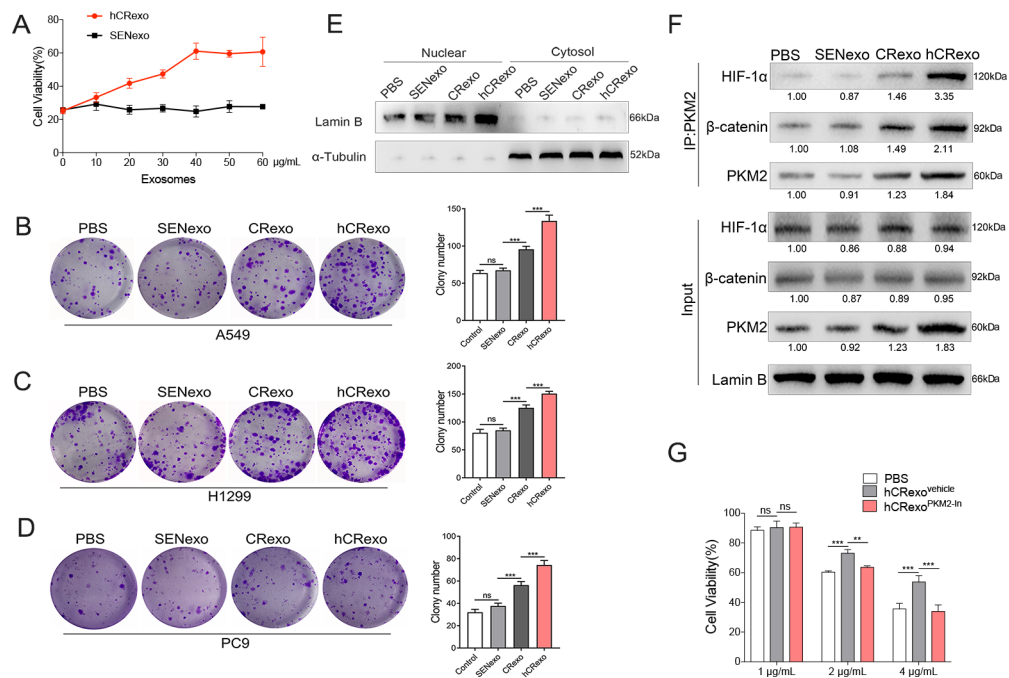 A
hCRexo
SENexo
Cell Viability(%)
80
60
40
20
0
0 10 20 30 40 50 60 μg/mL
Exosomes
B
PBS SENexo CRexo hCRexo
A549
Clony number
150
100
50
0
ns *** ***
Control SENexo CRexo hCRexo
C
PBS SENexo CRexo hCRexo
H1299
Clony number
200
150
100
50
0
ns *** ***
Control SENexo CRexo hCRexo
D
PBS SENexo CRexo hCRexo
PC9
Clony number
100
80
60
40
20
0
ns *** ***
Control SENexo CRexo hCRexo
E
Nuclear Cytosol
PBS SENexo CRexo hCRexo PBS SENexo CRexo hCRexo
Lamin B 66kDa
α-Tubulin 52kDa
F
PBS SENexo CRexo hCRexo
IP:PKM2
HIF-1α 120kDa
1.00 0.87 1.46 3.35
β-catenin 92kDa
1.00 1.08 1.49 2.11
PKM2 60kDa
1.00 0.91 1.23 1.84
Input
HIF-1α 120kDa
1.00 0.86 0.88 0.94
β-catenin 92kDa
1.00 0.87 0.89 0.95
PKM2 60kDa
1.00 0.92 1.23 1.83
Lamin B 66kDa
G
PBS
hCRexo^vehicle
hCRexo^PKM2-In
Cell Viability(%)
100
80
60
40
20
0
ns ns *** ** *** ***
1 μg/mL 2 μg/mL 4 μg/mL